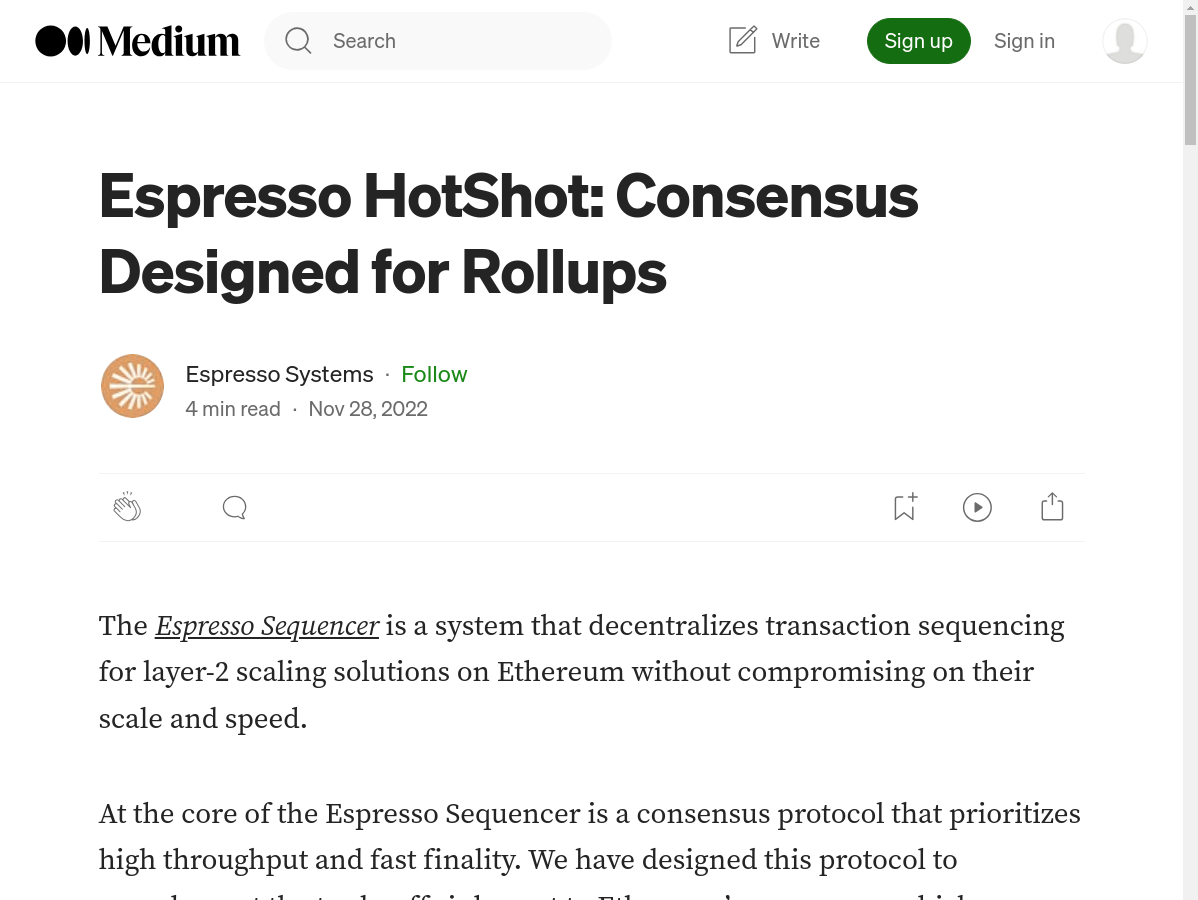 Medium
Search
Write
Sign up
Sign in
Espresso HotShot: Consensus
Designed for Rollups
Espresso Systems · Follow
4 min read · Nov 28, 2022
The Espresso Sequencer is a system that decentralizes transaction sequencing
for layer-2 scaling solutions on Ethereum without compromising on their
scale and speed.
At the core of the Espresso Sequencer is a consensus protocol that prioritizes
high throughput and fast finality. We have designed this protocol to